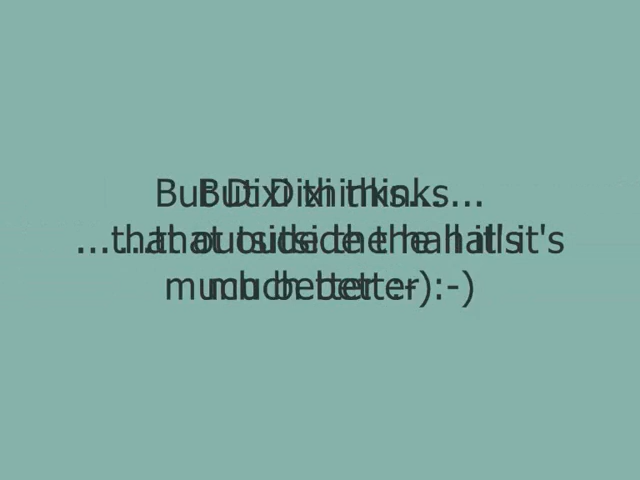 But Dixi thinks...
...that outside the hall it's
much better :-)